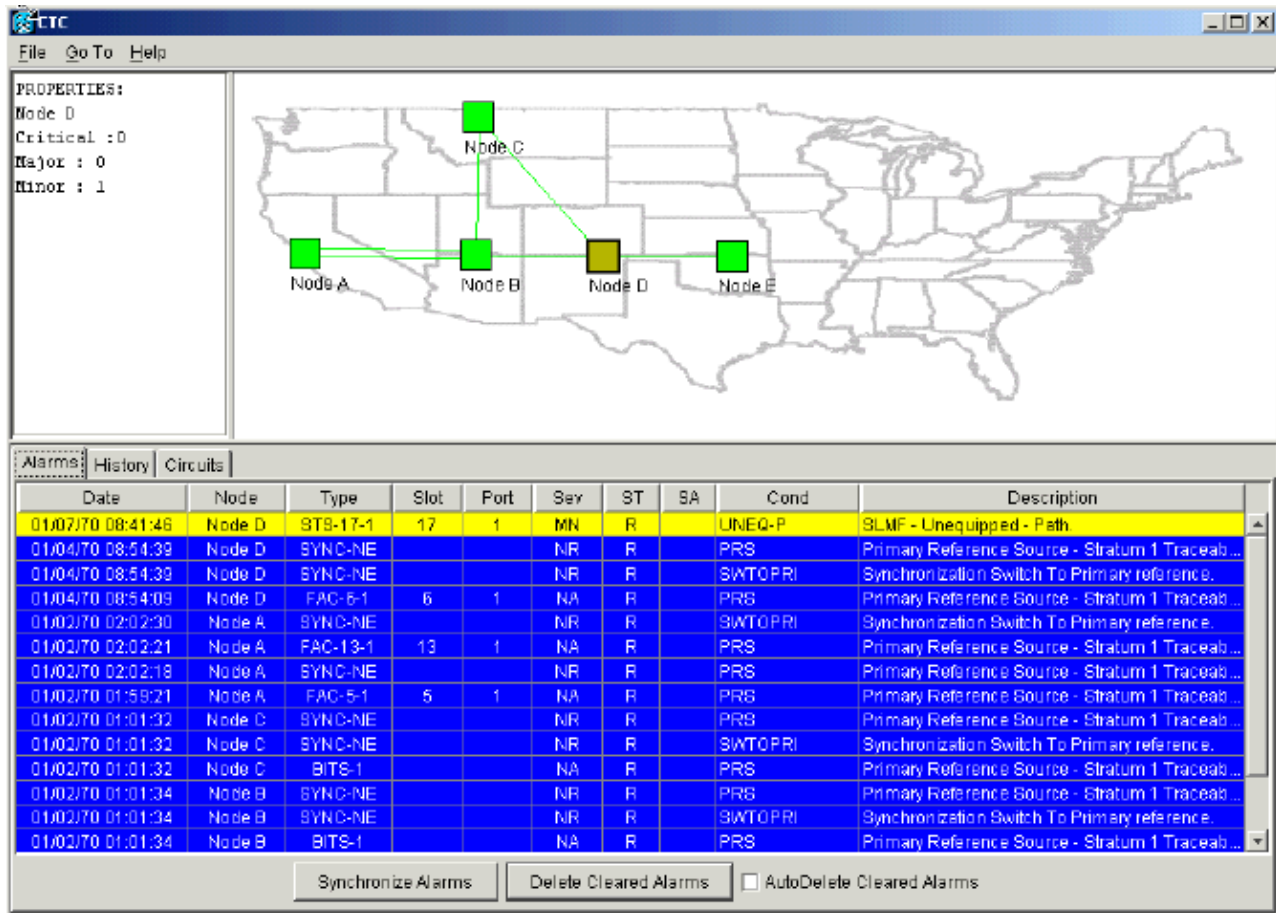 CTC
File Go To Help
PROPERTIES:
Node D
Critical :0
Major : 0
Minor : 1
Node C
Node A
Node B
Node D
Node E
Alarms History Circuits
Date Node Type Slot Port Sev ST SA Cond Description
01/07/70 08:41:46 Node D STS-17-1 17 1 MN R UNEQ-P SLMF - Unequipped - Path.
01/04/70 08:54:39 Node D SYNC-NE NR R PRS Primary Reference Source - Stratum 1 Traceab...
01/04/70 08:54:39 Node D SYNC-NE NR R SWTOPRI Synchronization Switch To Primary reference.
01/04/70 08:54:09 Node D FAC-6-1 6 1 NA R PRS Primary Reference Source - Stratum 1 Traceab...
01/02/70 02:02:30 Node A SYNC-NE NR R SWTOPRI Synchronization Switch To Primary reference.
01/02/70 02:02:21 Node A FAC-13-1 13 1 NA R PRS Primary Reference Source - Stratum 1 Traceab...
01/02/70 02:02:18 Node A SYNC-NE NR R PRS Primary Reference Source - Stratum 1 Traceab...
01/02/70 01:59:21 Node A FAC-5-1 5 1 NA R PRS Primary Reference Source - Stratum 1 Traceab...
01/02/70 01:01:32 Node C SYNC-NE NR R PRS Primary Reference Source - Stratum 1 Traceab...
01/02/70 01:01:32 Node C SYNC-NE NR R SWTOPRI Synchronization Switch To Primary reference.
01/02/70 01:01:32 Node C BITS-1 NA R PRS Primary Reference Source - Stratum 1 Traceab...
01/02/70 01:01:34 Node B SYNC-NE NR R PRS Primary Reference Source - Stratum 1 Traceab...
01/02/70 01:01:34 Node B SYNC-NE NR R SWTOPRI Synchronization Switch To Primary reference.
01/02/70 01:01:34 Node B BITS-1 NA R PRS Primary Reference Source - Stratum 1 Traceab...
Synchronize Alarms Delete Cleared Alarms AutoDelete Cleared Alarms